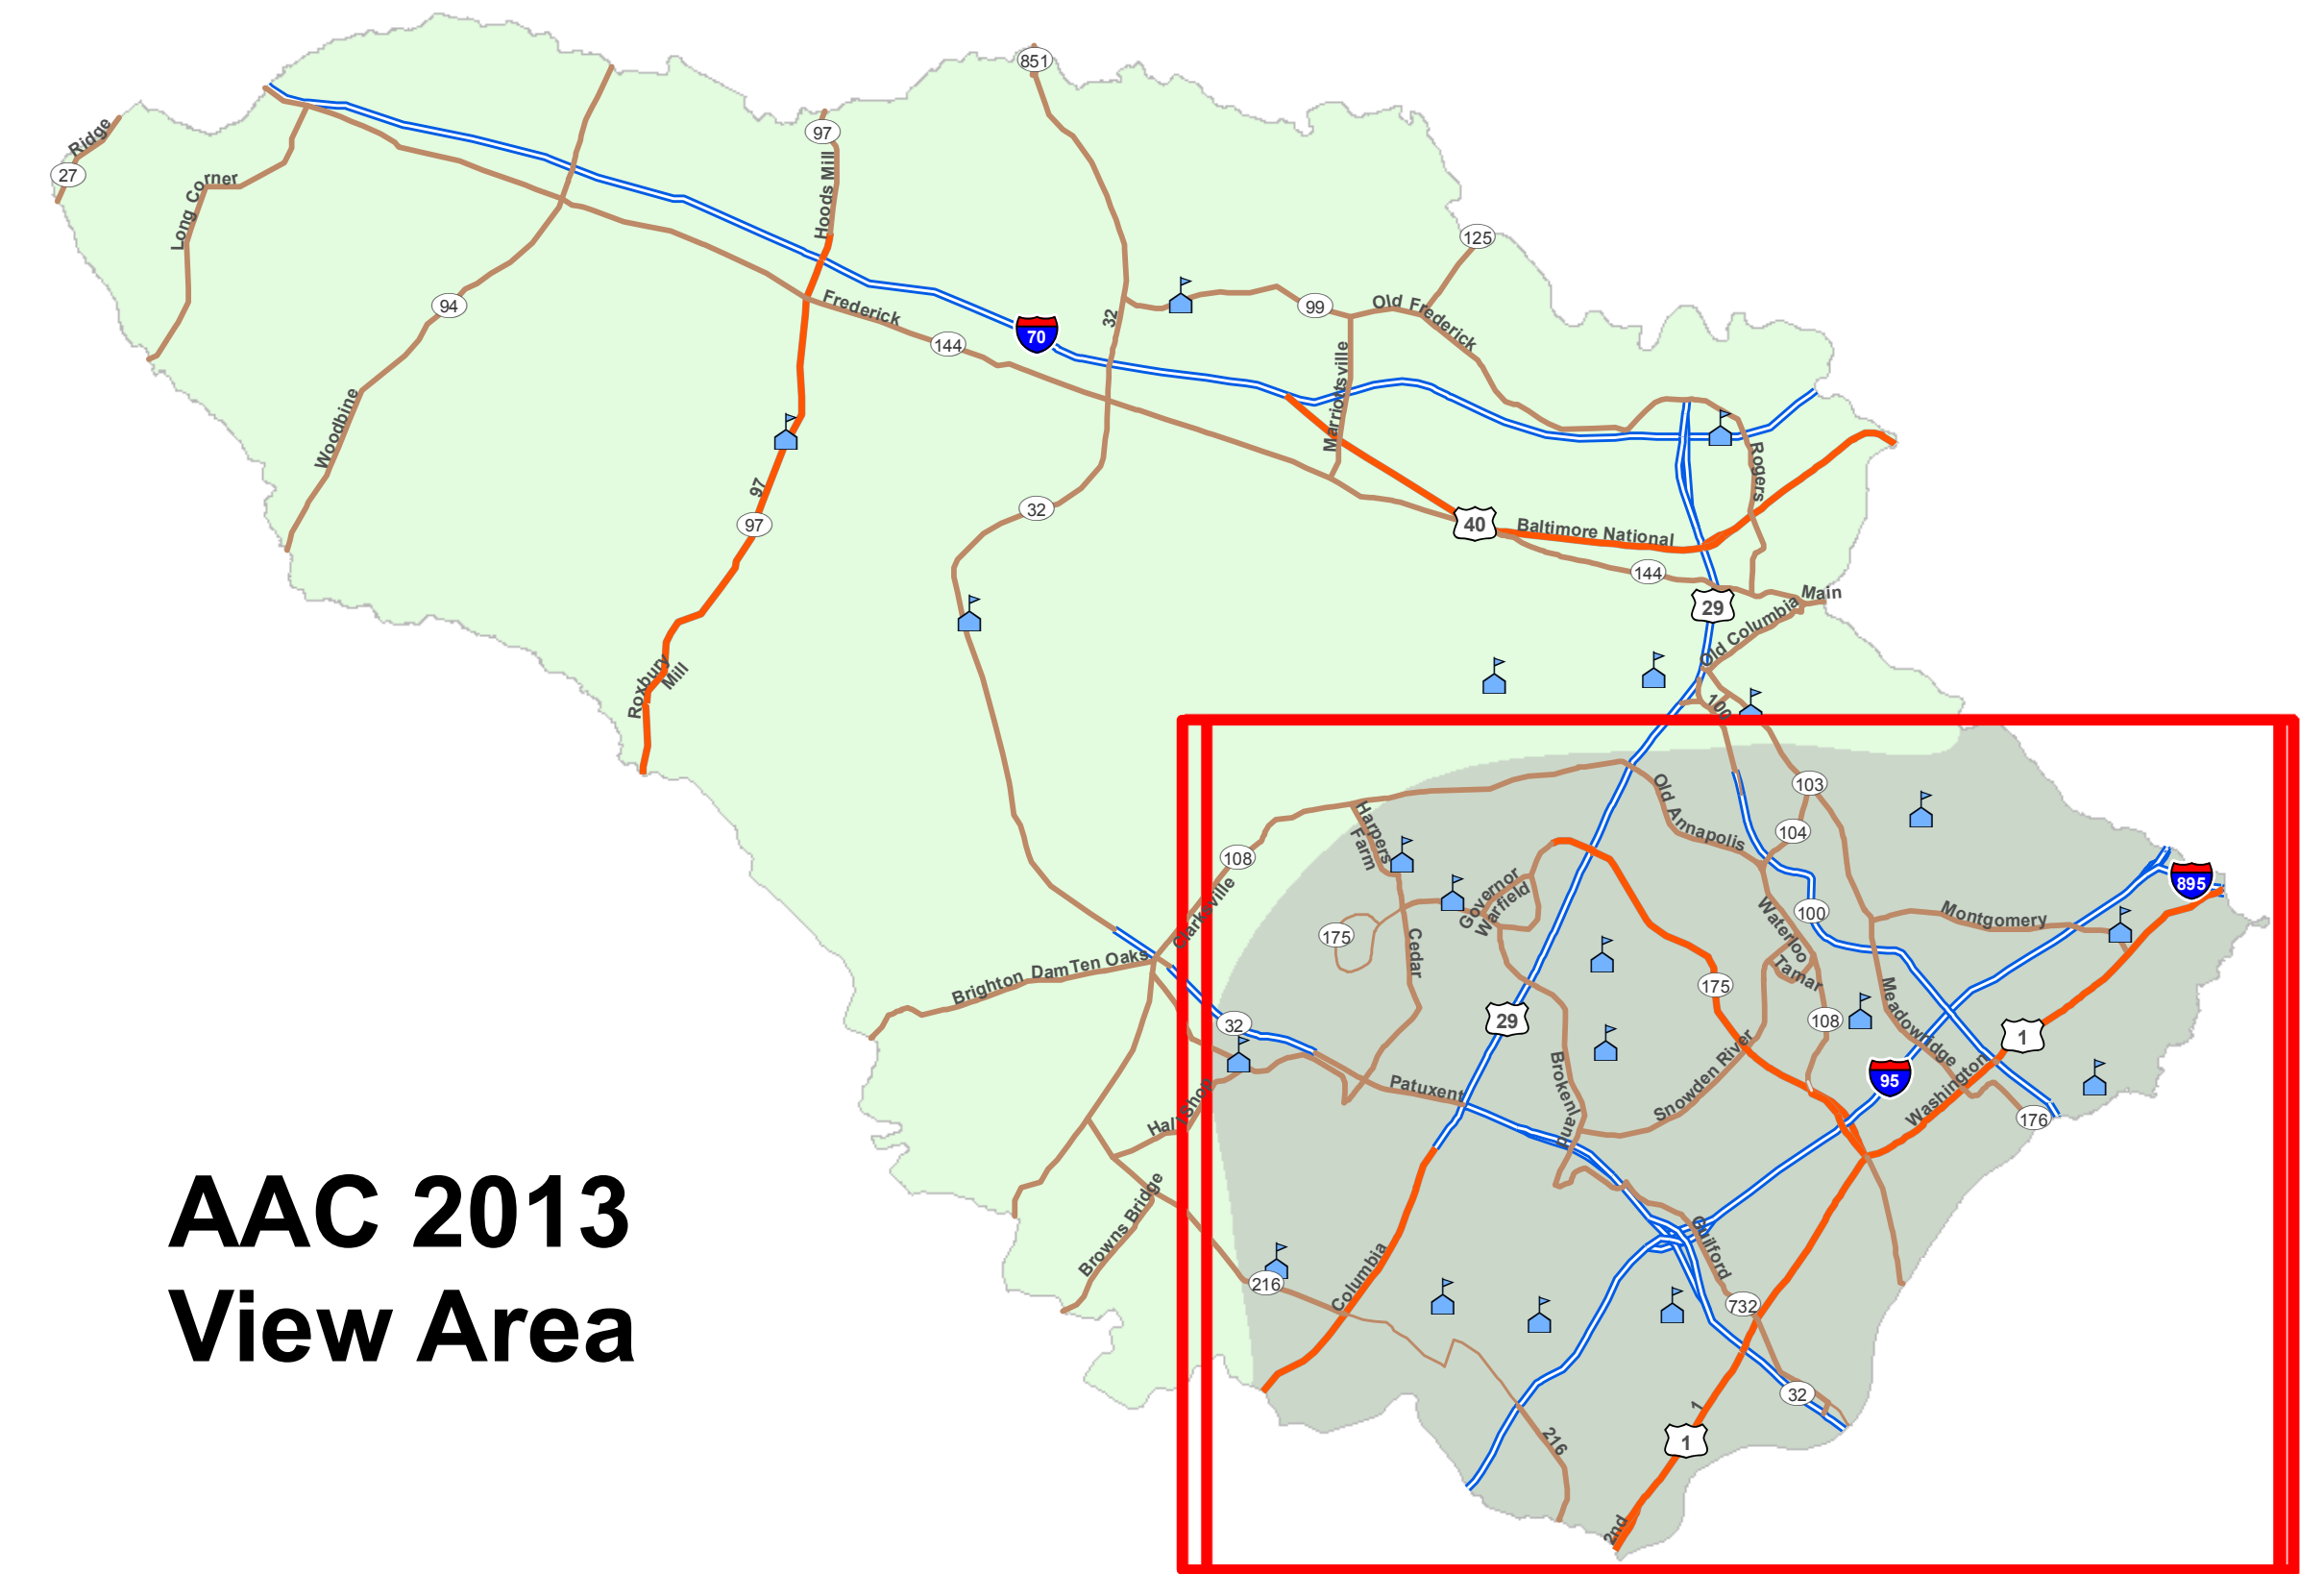 851
97
Ridge
27
Long Corner
Hoods Mill
125
94
Frederick
99
Old Frederick
32
144
70
Marriottsville
Woodbine
Rogers
97
32
97
40
Baltimore National
144
Main
29
Old Columbia
Roxbury
Mill
100
103
Harpers
Farm
Old Annapolis
104
108
895
Governor
Warfield
Clarksville
175
Cedar
Waterloo
100
Montgomery
Brighton Dam
Ten Oaks
Tamar
175
Meadowridge
32
29
108
1
Patuxent
Brokenland
Snowden River
95
Washington
176
Hall Shop
Browns Bridge
Guilford
216
Columbia
732
32
1
1
216
2nd
AAC 2013
View Area